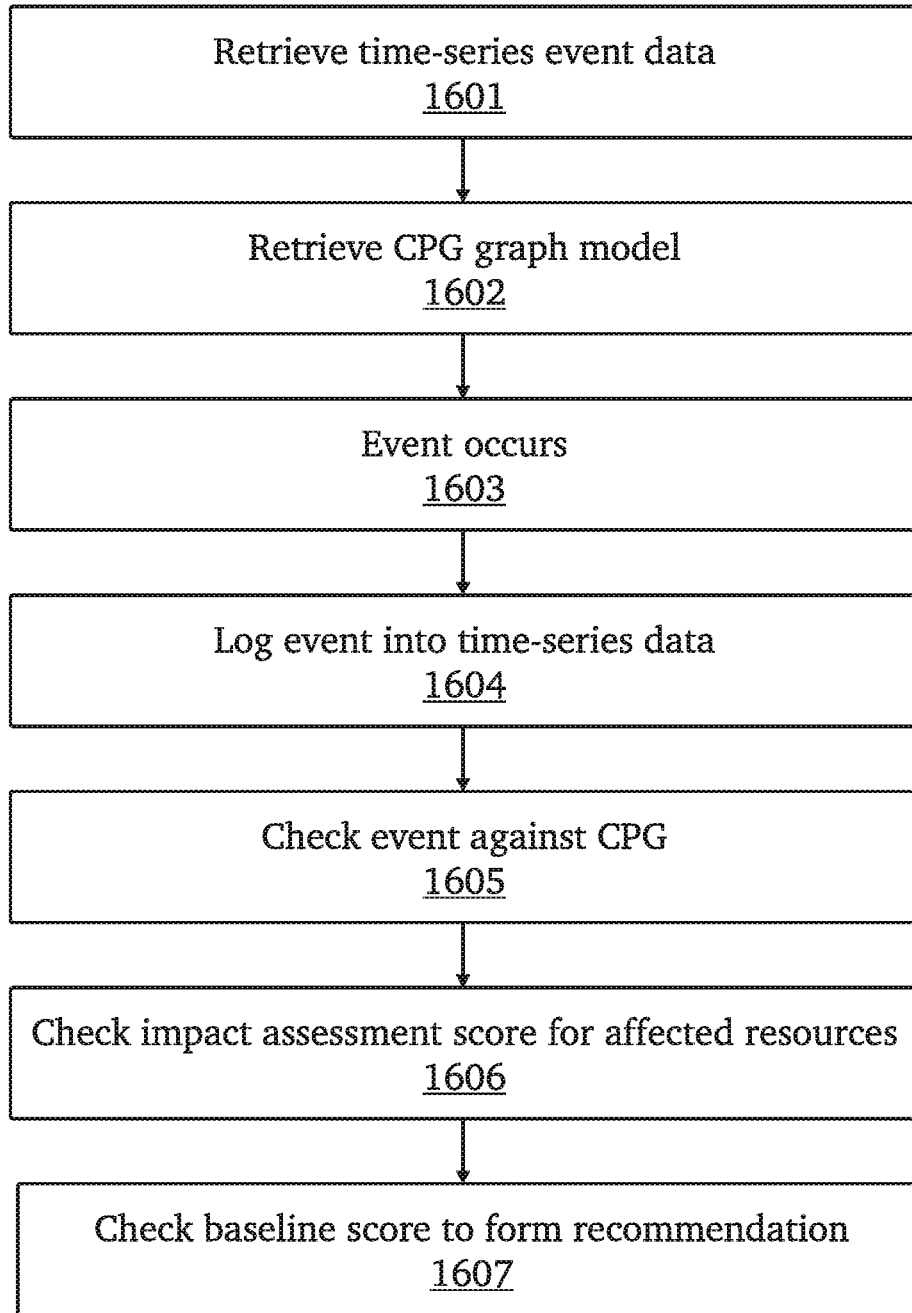 Retrieve time-series event data
1601
Retrieve CPG graph model
1602
Event occurs
1603
Log event into time-series data
1604
Check event against CPG
1605
Check impact assessment score for affected resources
1606
Check baseline score to form recommendation
1607